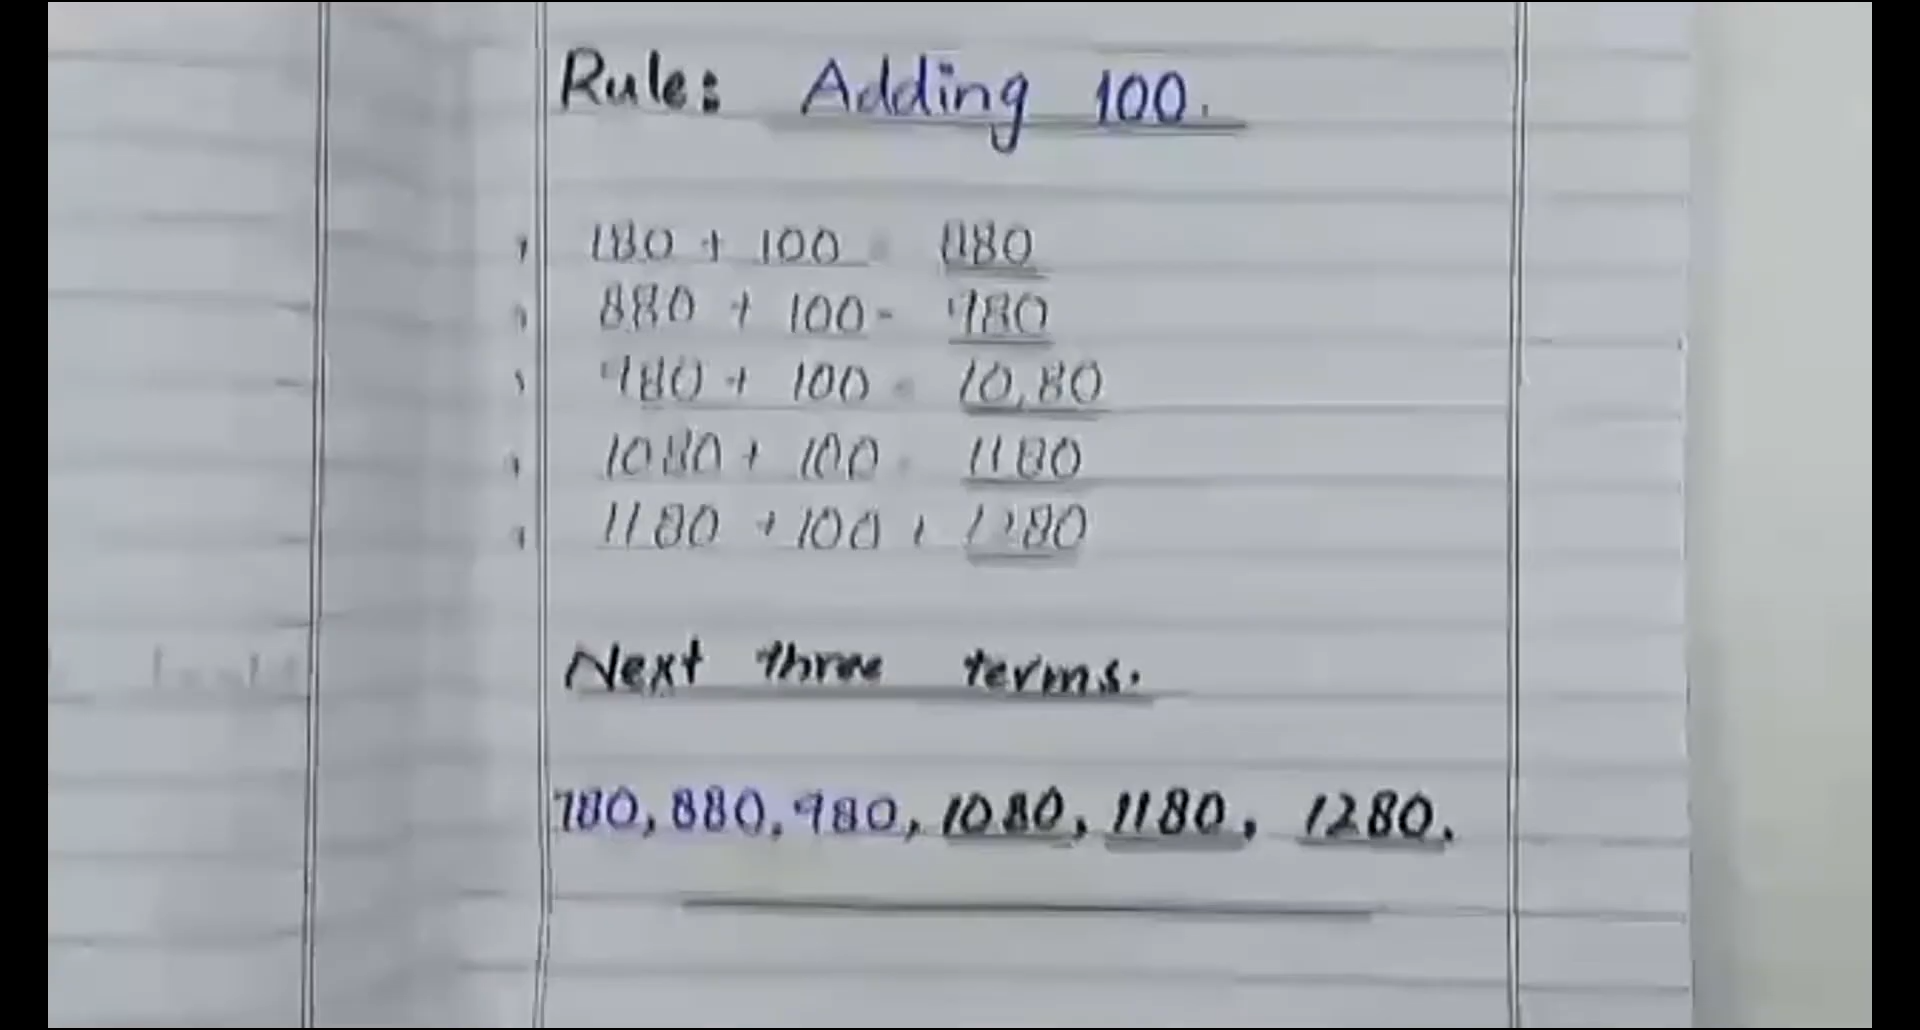 Rule: Adding 100.
780 + 100 = 880
880 + 100 = 980
980 + 100 = 10,80
1080 + 100 = 1180
1180 + 100 = 1280
Next three terms.
780, 880, 980, 1080, 1180, 1280.